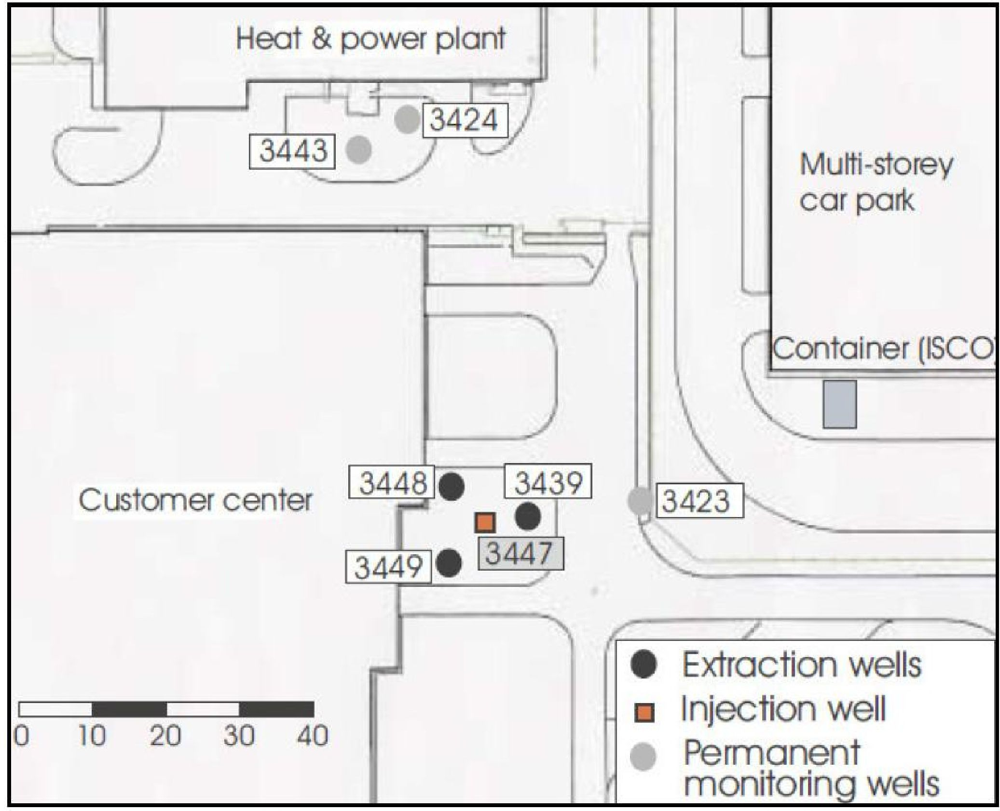 Heat & power plant
3424
3443
Multi-storey
car park
Container (ISCO)
3448
3439
Customer center
3423
3447
3449
0 10 20 30 40
Extraction wells
Injection well
Permanent
monitoring wells